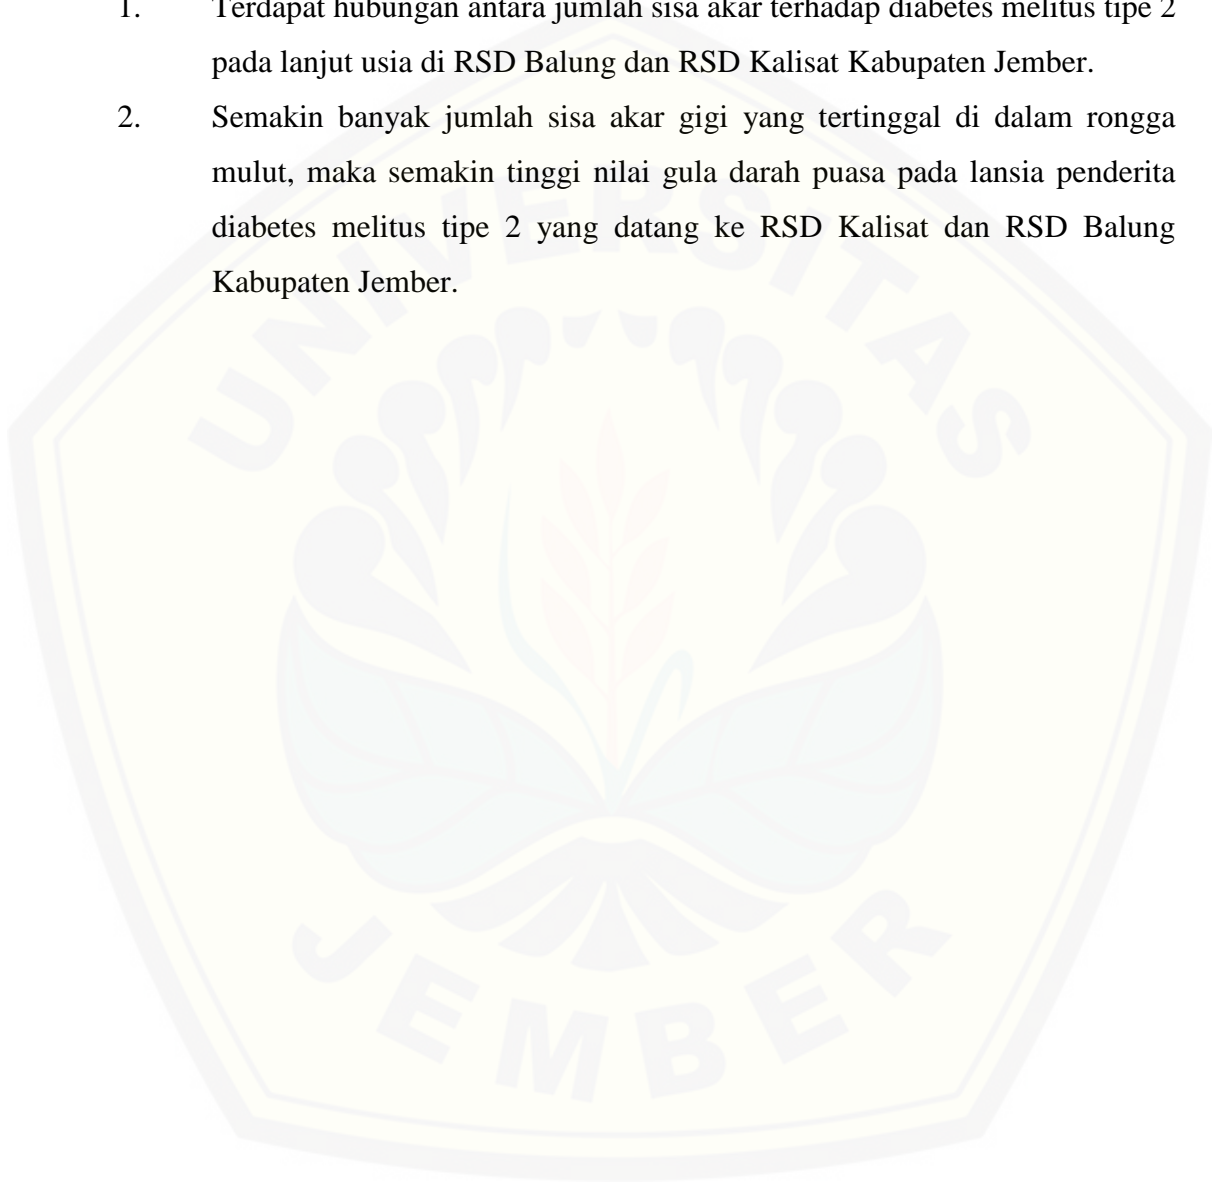 1. Terdapat hubungan antara jumlah sisa akar terhadap diabetes melitus tipe 2
pada lanjut usia di RSD Balung dan RSD Kalisat Kabupaten Jember.
2. Semakin banyak jumlah sisa akar gigi yang tertinggal di dalam rongga
mulut, maka semakin tinggi nilai gula darah puasa pada lansia penderita
diabetes melitus tipe 2 yang datang ke RSD Kalisat dan RSD Balung
Kabupaten Jember.
UNIVERSITAS
JEMBER